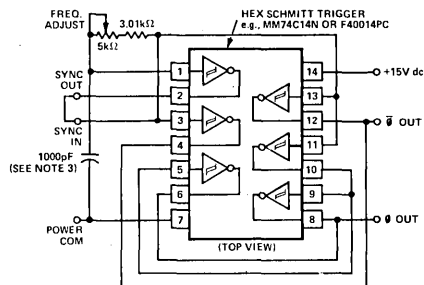 FREQ.
ADJUST
3.01kΩ
5kΩ
HEX SCHMITT TRIGGER
e.g., MM74C14N OR F40014PC
SYNC
OUT
SYNC
IN
1000pF
(SEE NOTE 3)
POWER
COM
1
2
3
4
5
6
7
14
13
12
11
10
9
8
+15V dc
Ø̅ OUT
Ø OUT
(TOP VIEW)